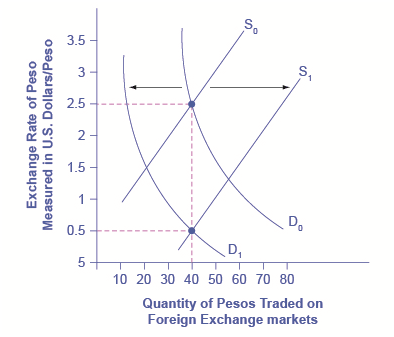 Exchange Rate of Peso
Measured in U.S. Dollars/Peso
3.5
3
2.5
2
1.5
1
0.5
5
S0
S1
D0
D1
10 20 30 40 50 60 70 80
Quantity of Pesos Traded on
Foreign Exchange markets